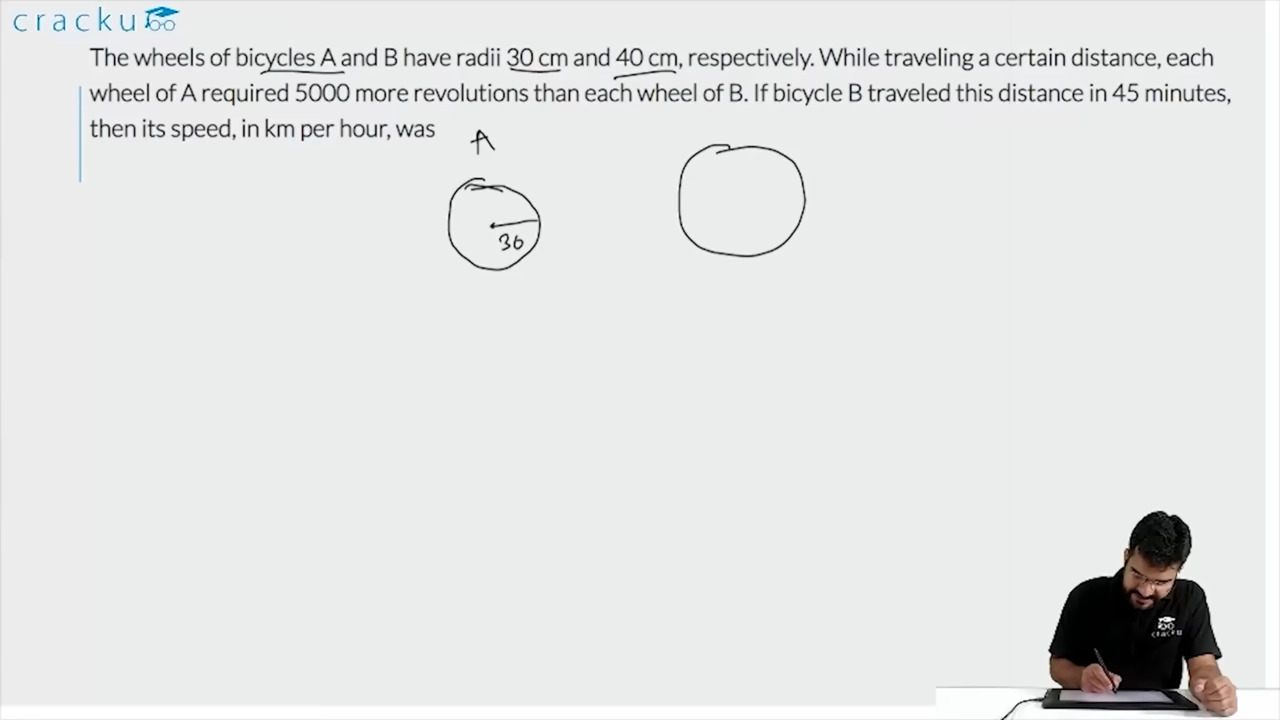 cracku
The wheels of bicycles A and B have radii 30 cm and 40 cm, respectively. While traveling a certain distance, each
wheel of A required 5000 more revolutions than each wheel of B. If bicycle B traveled this distance in 45 minutes,
then its speed, in km per hour, was
A
30
cracku